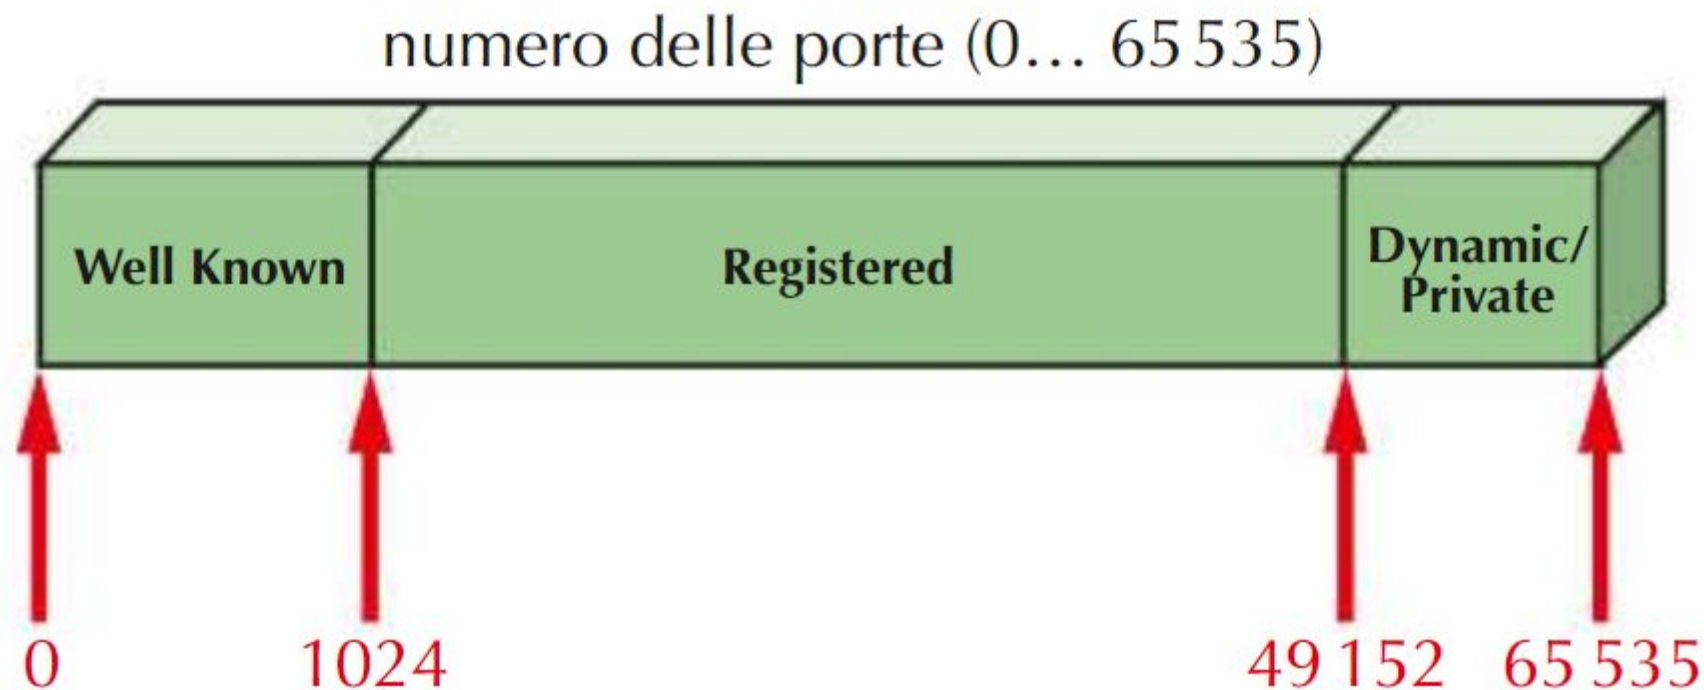 numero delle porte (0... 65 535)
Well Known
Registered
Dynamic/
Private
0
1024
49 152
65 535